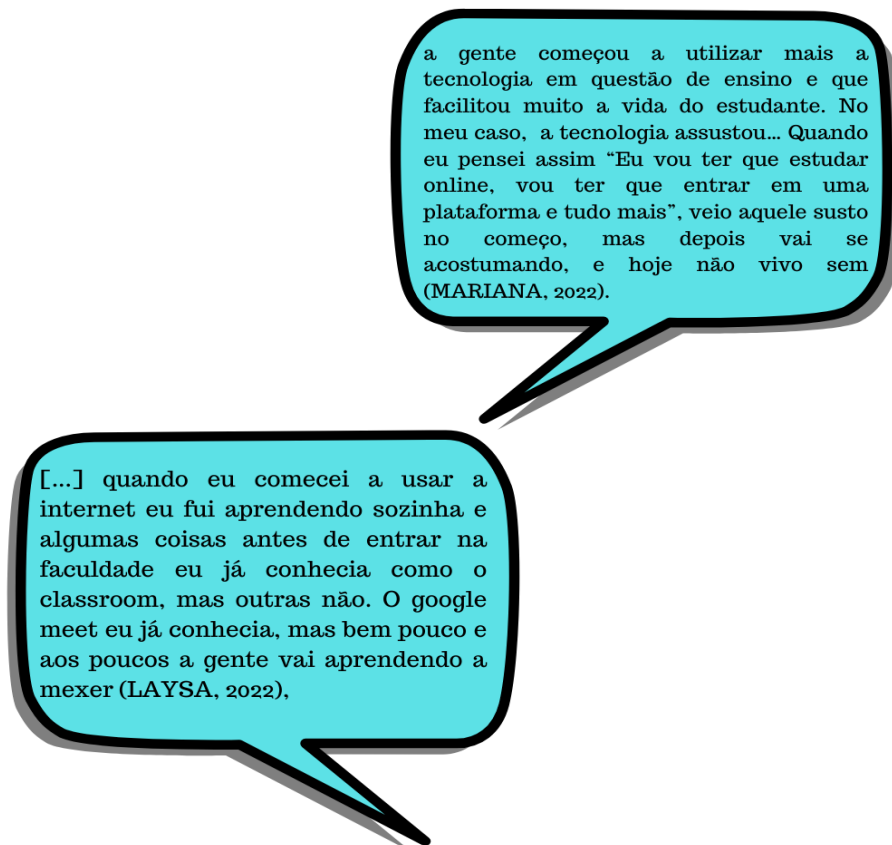 a gente começou a utilizar mais a
tecnologia em questão de ensino e que
facilitou muito a vida do estudante. No
meu caso, a tecnologia assustou... Quando
eu pensei assim “Eu vou ter que estudar
online, vou ter que entrar em uma
plataforma e tudo mais”, veio aquele susto
no começo, mas depois vai se
acostumando, e hoje não vivo sem
(MARIANA, 2022).
[...] quando eu comecei a usar a
internet eu fui aprendendo sozinha e
algumas coisas antes de entrar na
faculdade eu já conhecia como o
classroom, mas outras não. O google
meet eu já conhecia, mas bem pouco e
aos poucos a gente vai aprendendo a
mexer (LAYSA, 2022),